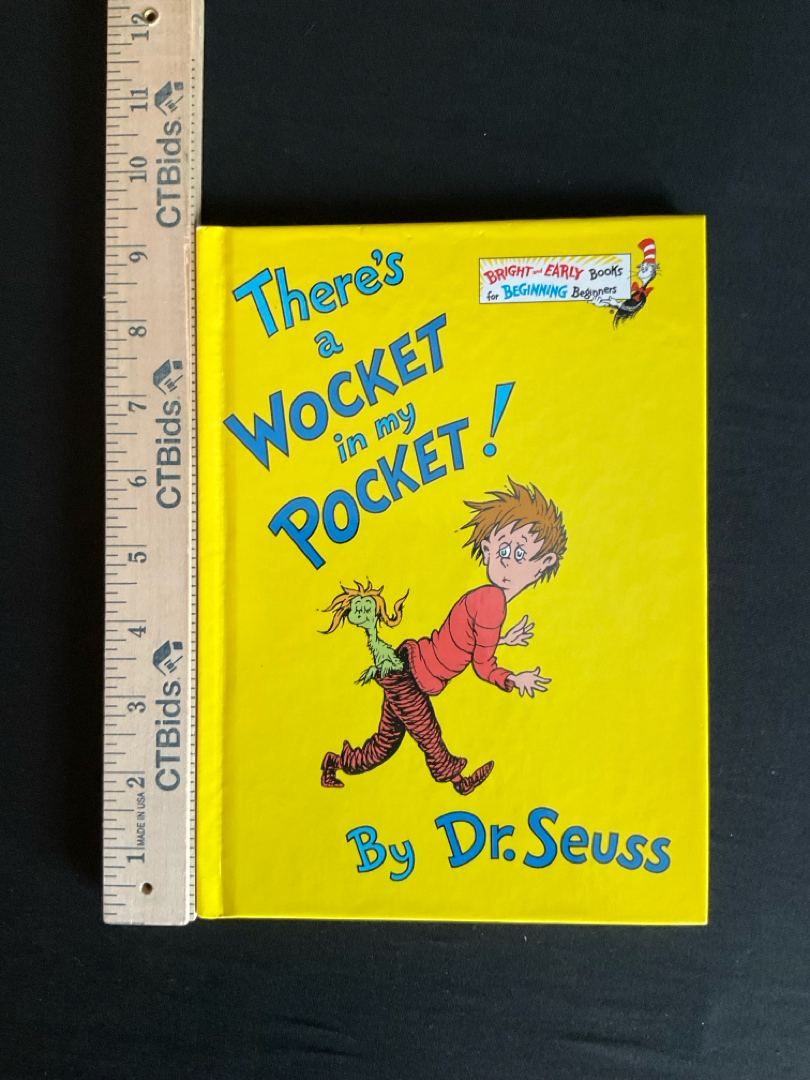 There's
a
WOCKET
in my
POCKET!
BRIGHT and EARLY Books
for BEGINNING Beginners
By Dr. Seuss
12
11
10
9
8
7
6
5
4
3
2
1
MADE IN USA
CTBids
CTBids
CTBids